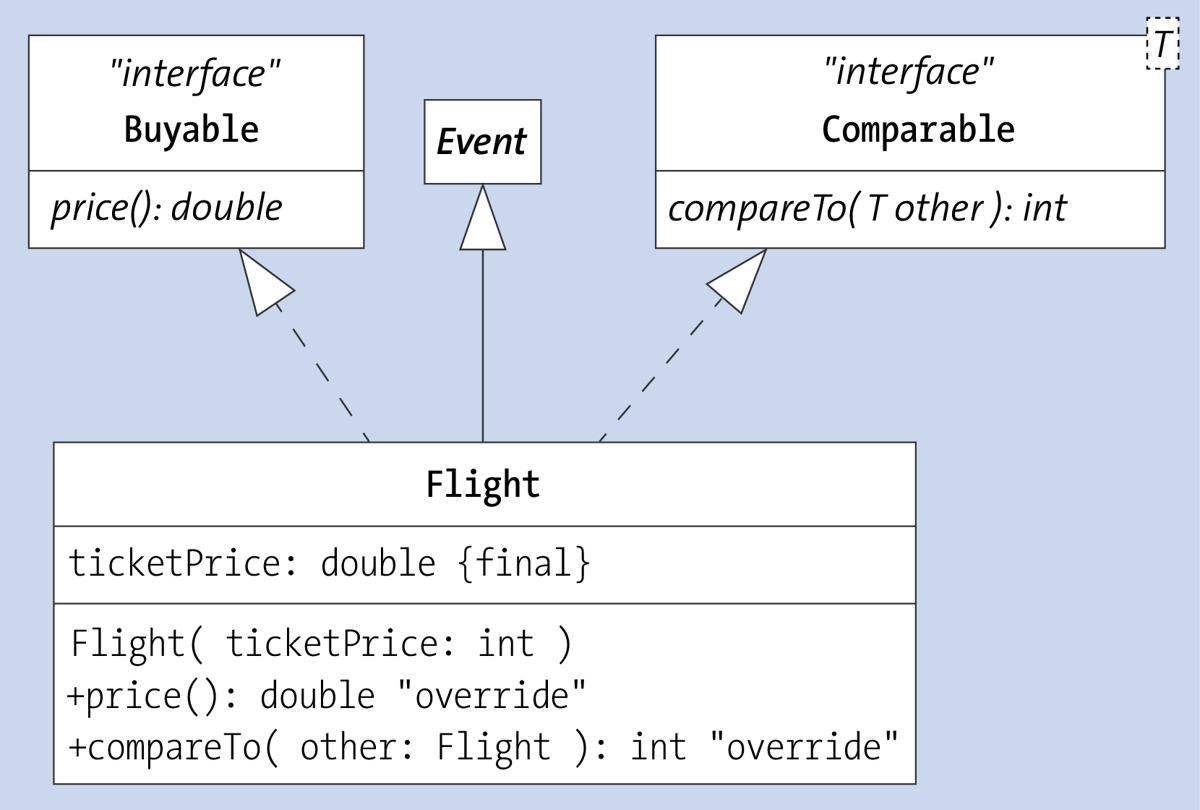 "interface"
Buyable
price(): double
Event
T
"interface"
Comparable
compareTo( T other ): int
Flight
ticketPrice: double {final}
Flight( ticketPrice: int )
+price(): double "override"
+compareTo( other: Flight ): int "override"